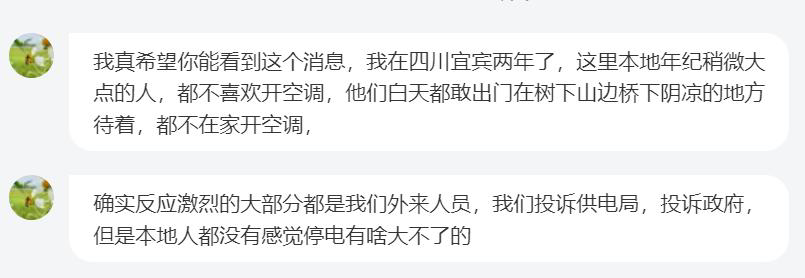 我真希望你能看到这个消息，我在四川宜宾两年了，这里本地年纪稍微大
点的人，都不喜欢开空调，他们白天都敢出门在树下山边桥下阴凉的地方
待着，都不在家开空调，
确实反应激烈的大部分都是我们外来人员，我们投诉供电局，投诉政府，
但是本地人都没有感觉停电有啥大不了的